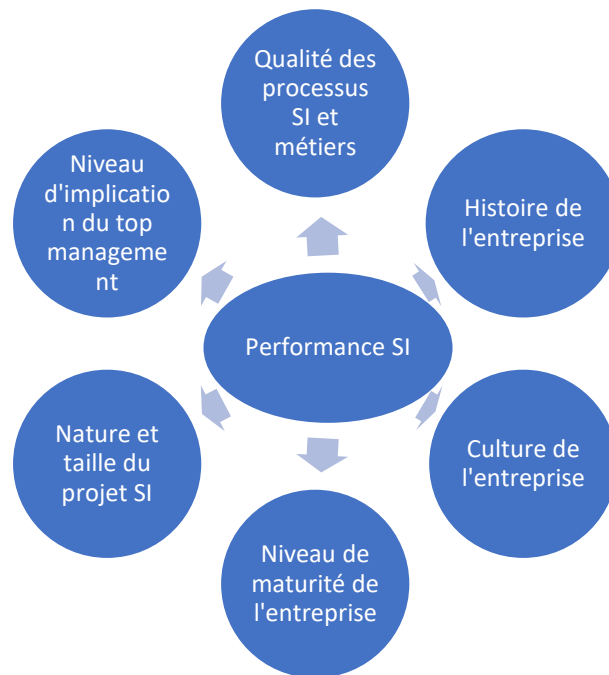 Qualité des
processus
SI et
métiers
Niveau
d'implicatio
n du top
manageme
nt
Histoire de
l'entreprise
Performance SI
Nature et
taille du
projet SI
Culture de
l'entreprise
Niveau de
maturité de
l'entreprise